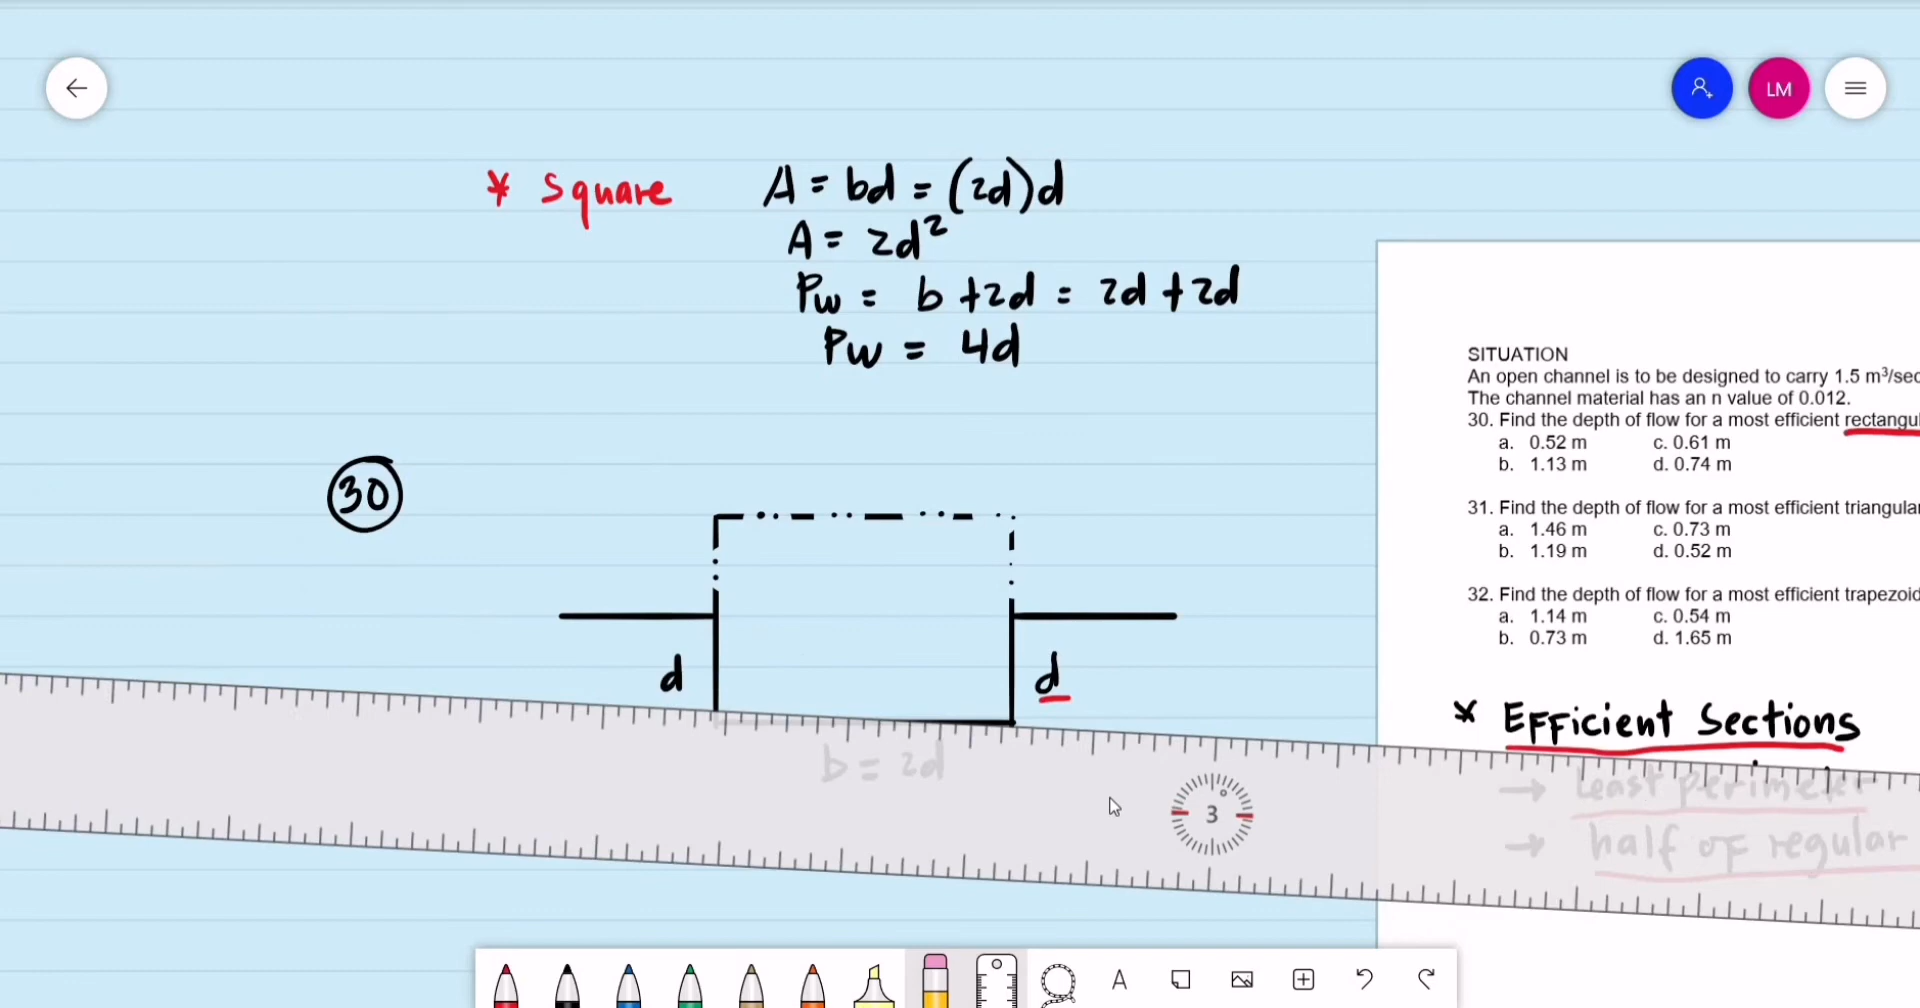 LM
* Square
A = bd = (2d)d
A = 2d²
Pw = b + 2d = 2d + 2d
Pw = 4d
SITUATION
An open channel is to be designed to carry 1.5 m³/sec
The channel material has an n value of 0.012.
30. Find the depth of flow for a most efficient rectangul
a. 0.52 m c. 0.61 m
b. 1.13 m d. 0.74 m
31. Find the depth of flow for a most efficient triangular
a. 1.46 m c. 0.73 m
b. 1.19 m d. 0.52 m
32. Find the depth of flow for a most efficient trapezoid
a. 1.14 m c. 0.54 m
b. 0.73 m d. 1.65 m
30
d d
b = 2d
3°
* Efficient Sections
→ least perimeter
→ half of regular
A